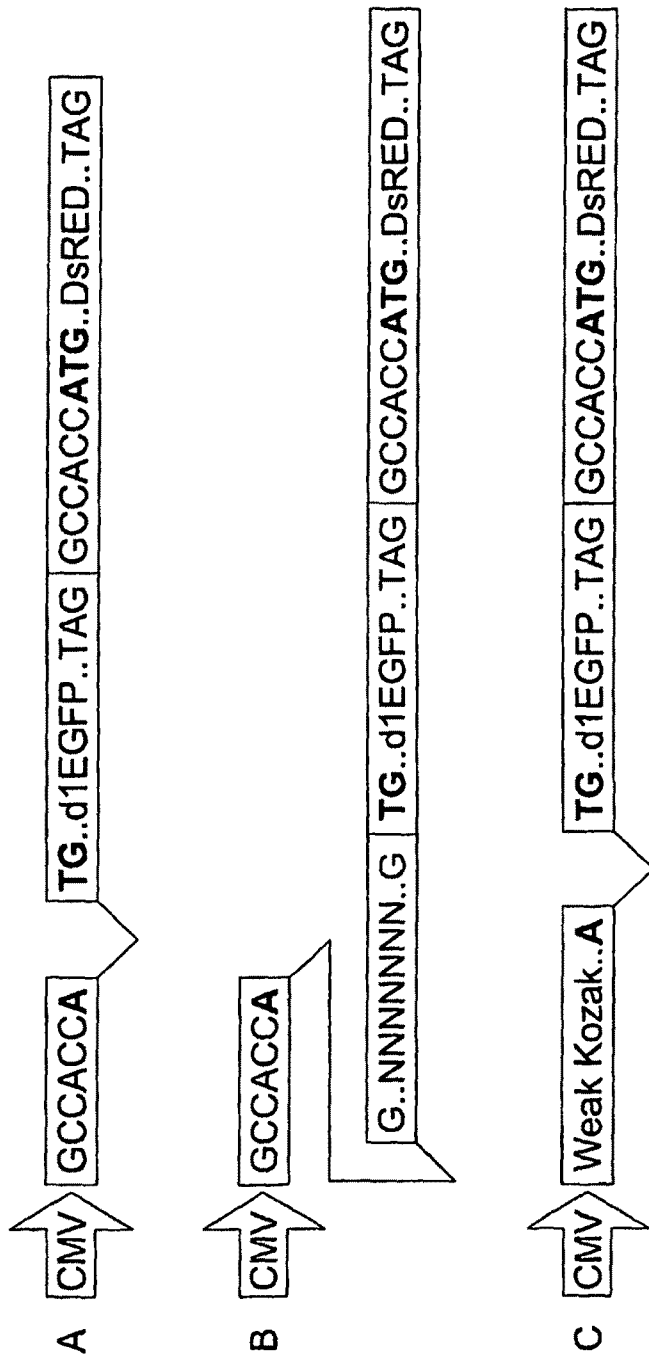 A CMV GCCACCA TG..d1EGFP..TAG GCCACCATG..DsRED..TAG
B CMV GCCACCA
G..NNNNNNN..G TG..d1EGFP..TAG GCCACCATG..DsRED..TAG
C CMV Weak Kozak..A TG..d1EGFP..TAG GCCACCATG..DsRED..TAG